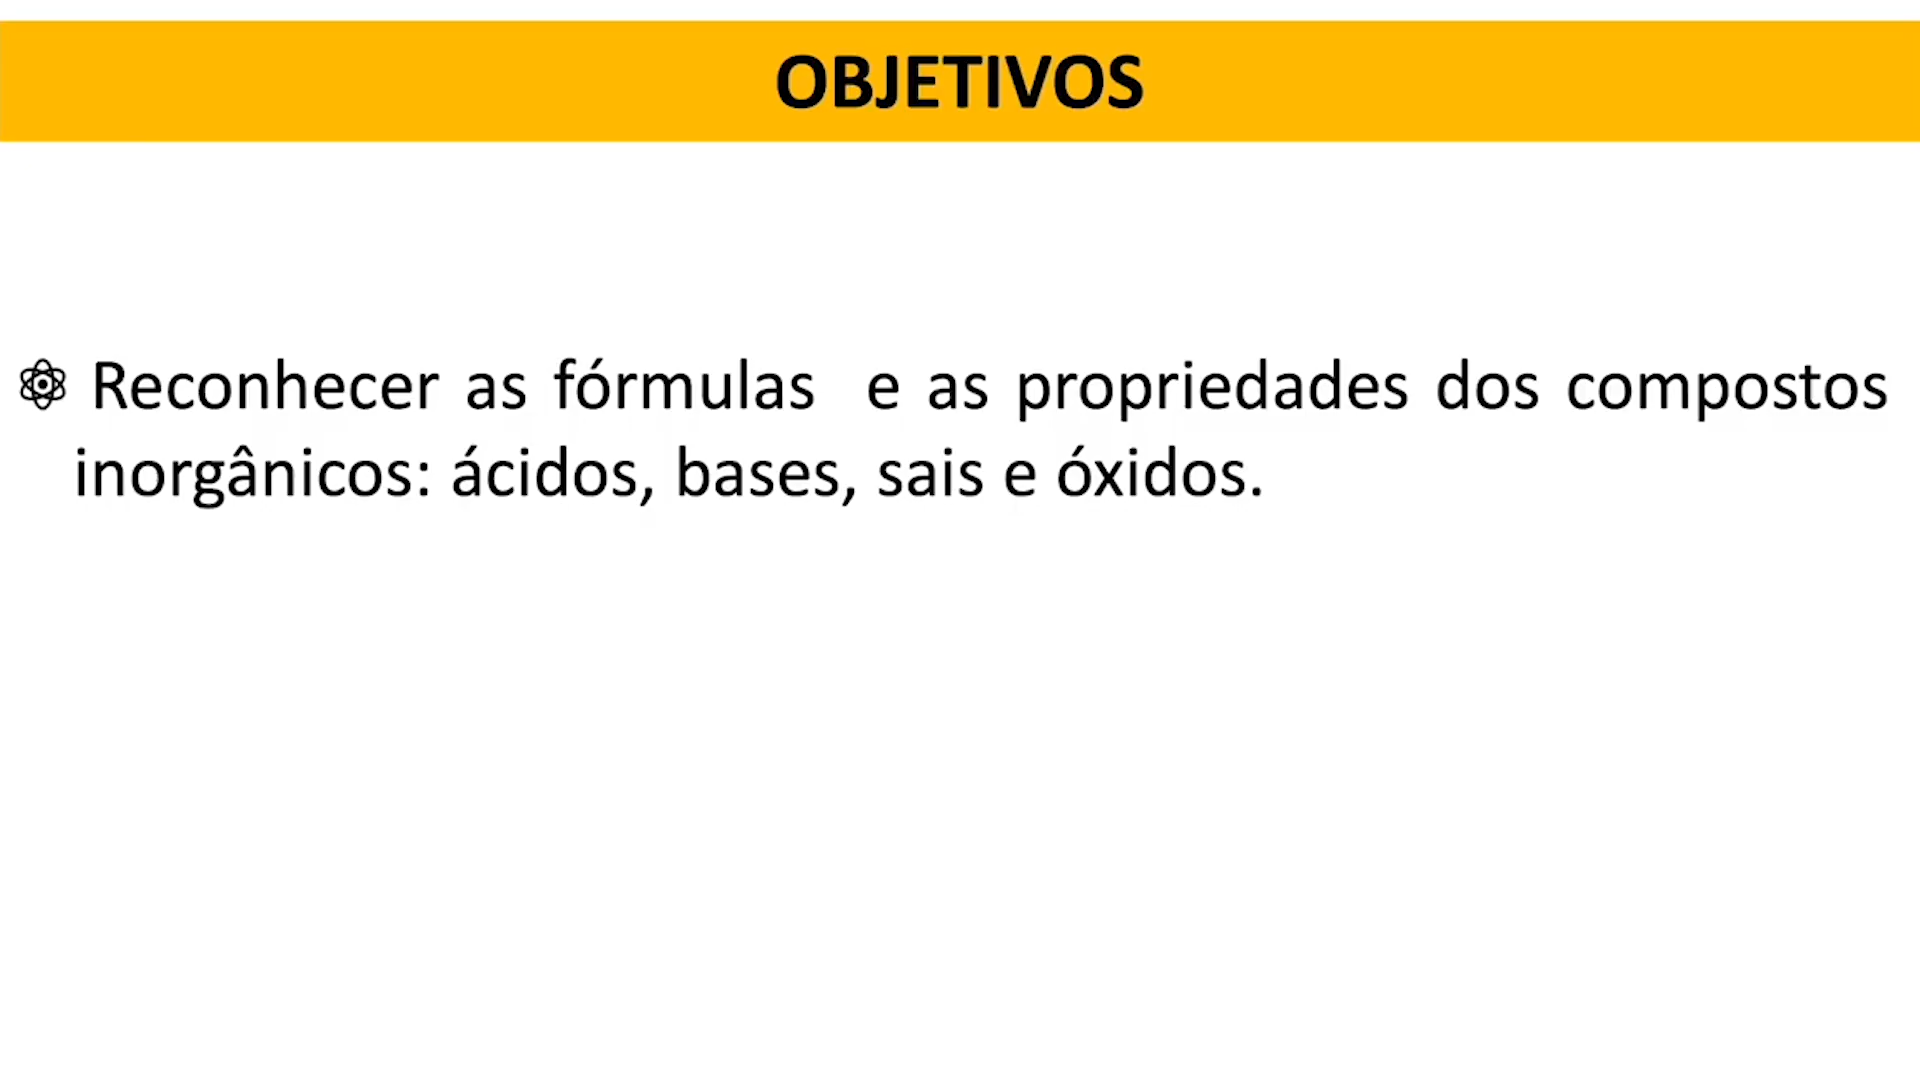 OBJETIVOS
Reconhecer as fórmulas e as propriedades dos compostos
inorgânicos: ácidos, bases, sais e óxidos.